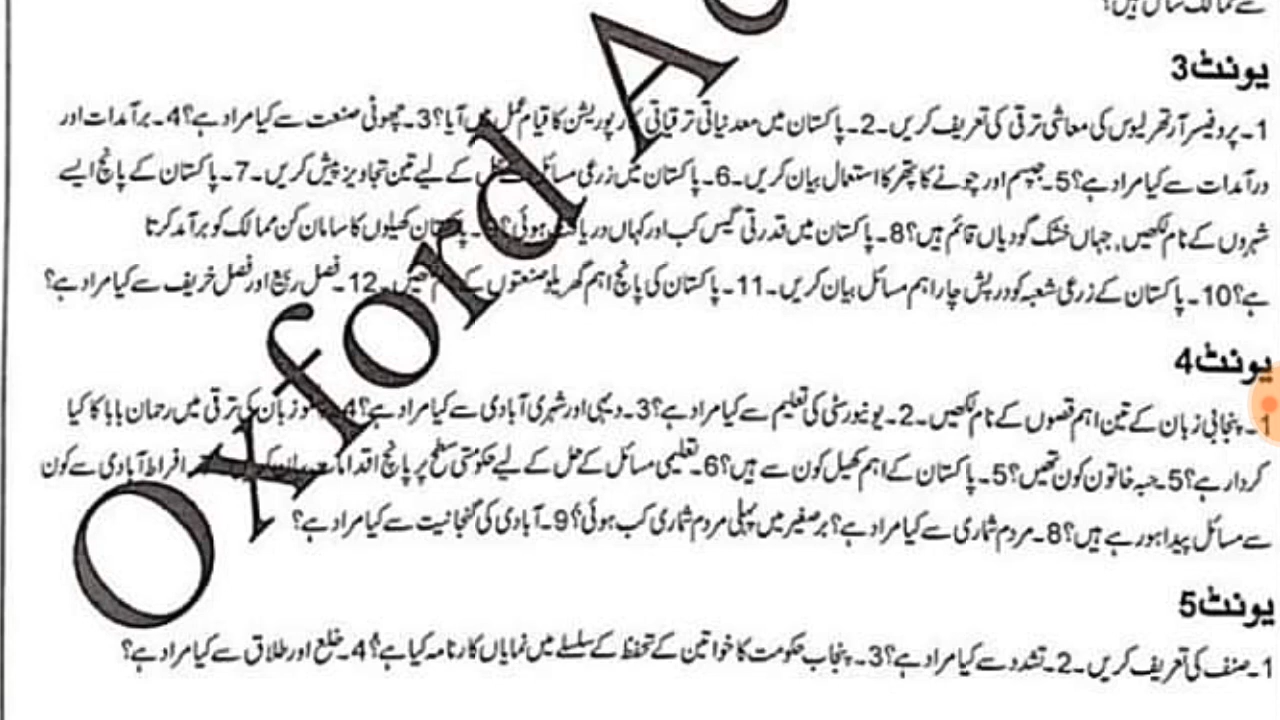 سے ممالک شامل ہیں؟
یونٹ3
1۔پروفیسر آرتھر لیوس کی معاشی ترقی کی تعریف کریں۔2۔پاکستان میں معدنیاتی ترقیاتی کارپوریشن کا قیام عمل میں آیا؟3۔چھوٹی صنعت سے کیا مراد ہے؟4۔برآمدات اور
درآمدات سے کیا مراد ہے؟5۔جپسم اور چونے کا پتھر کا استعمال بیان کریں۔6۔پاکستان میں زرعی مسائل کے حل کے لیے تین تجاویز پیش کریں۔7۔پاکستان کے پانچ ایسے
شہروں کے نام لکھیں، جہاں خشک گودیاں قائم ہیں؟8۔پاکستان میں قدرتی گیس کب اور کہاں دریافت ہوئی؟9۔پاکستان کھیلوں کا سامان کن ممالک کو برآمد کرتا
ہے؟10۔پاکستان کے زرعی شعبہ کو درپیش چار اہم مسائل بیان کریں۔11۔پاکستان کی پانچ اہم گھریلو صنعتوں کے نام لکھیں۔12۔فصل ربیع اور فصل خریف سے کیا مراد ہے؟
یونٹ4
1۔پنجابی زبان کے تین اہم قصوں کے نام لکھیں۔2۔یونیورسٹی کی تعلیم سے کیا مراد ہے؟3۔دیہی اور شہری آبادی سے کیا مراد ہے؟4۔پشتو زبان کی ترقی میں رحمان بابا کا کیا
کردار ہے؟5۔حبہ خاتون کون تھیں؟5۔پاکستان کے اہم کھیل کون سے ہیں؟6۔تعلیمی مسائل کے حل کے لیے حکومتی سطح پر پانچ اقدامات بیان افراط آبادی سے کون
سے مسائل پیدا ہو رہے ہیں؟8۔مردم شماری سے کیا مراد ہے؟ برصغیر میں پہلی مردم شماری کب ہوئی؟9۔آبادی کی گنجانیت سے کیا مراد ہے؟
یونٹ5
1۔صنف کی تعریف کریں۔2۔تشدد سے کیا مراد ہے؟3۔پنجاب حکومت کا خواتین کے تحفظ کے سلسلے میں نمایاں کارنامہ کیا ہے؟4۔خلع اور طلاق سے کیا مراد ہے؟
Oxford Ac